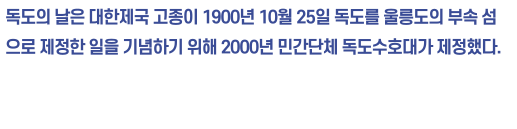 독도의 날은 대한제국 고종이 1900년 10월 25일 독도를 울릉도의 부속 섬
으로 제정한 일을 기념하기 위해 2000년 민간단체 독도수호대가 제정했다.